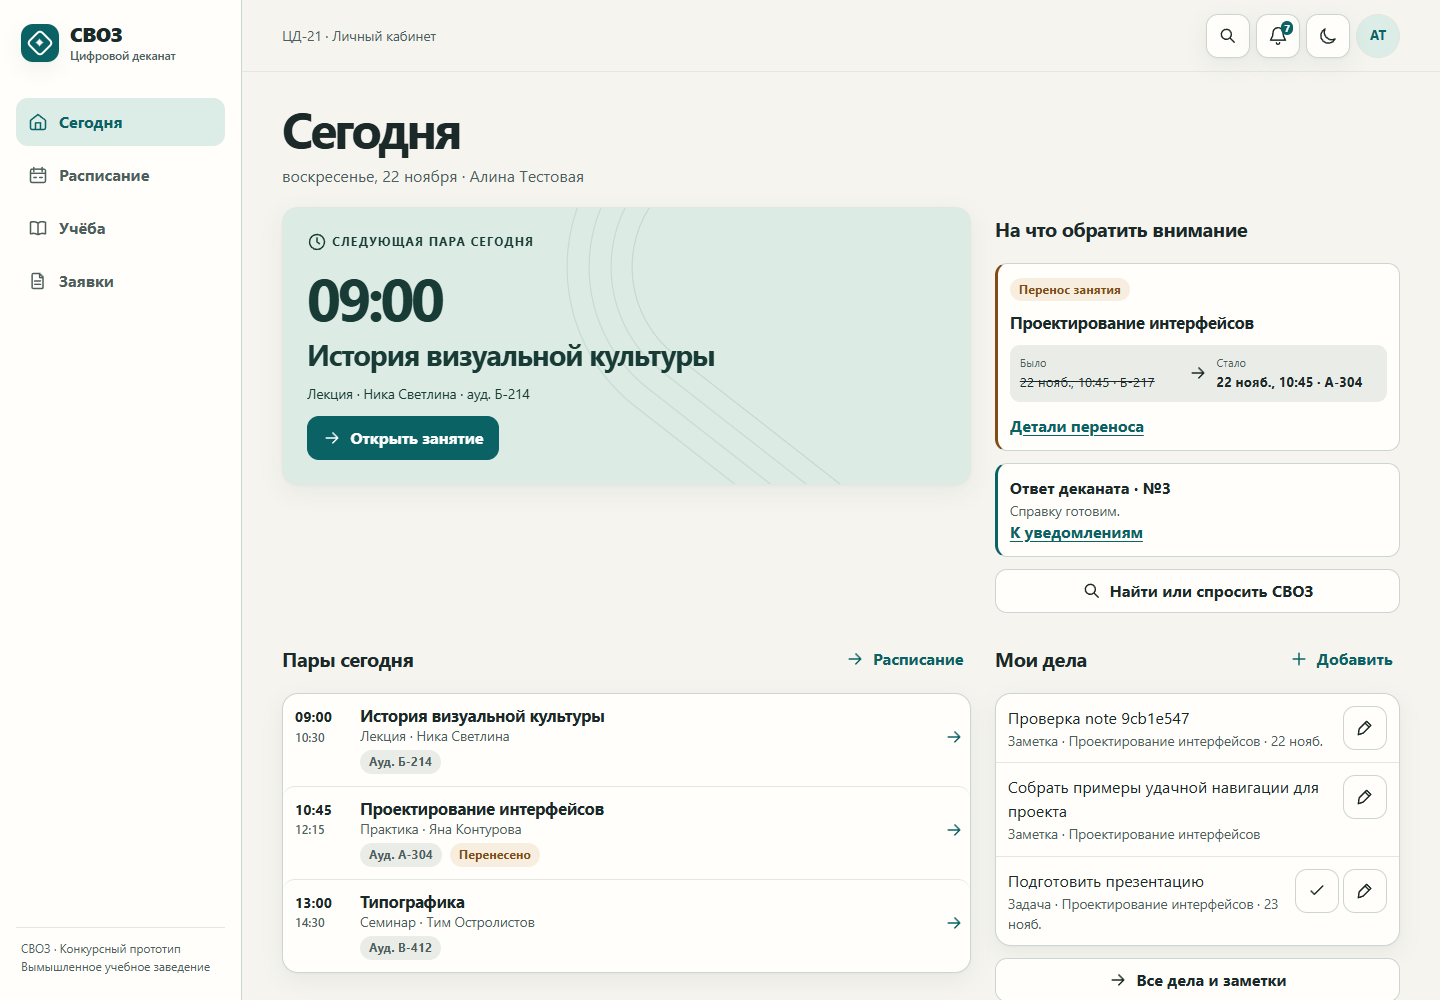 СВОЗ
Цифровой деканат
Сегодня
Расписание
Учёба
Заявки
СВОЗ · Конкурсный прототип
Вымышленное учебное заведение
ЦД-21 · Личный кабинет
7
АТ
Сегодня
воскресенье, 22 ноября · Алина Тестовая
СЛЕДУЮЩАЯ ПАРА СЕГОДНЯ
09:00
История визуальной культуры
Лекция · Ника Светлина · ауд. Б-214
Открыть занятие
На что обратить внимание
Перенос занятия
Проектирование интерфейсов
Было
22 нояб., 10:45 · Б-217
Стало
22 нояб., 10:45 · А-304
Детали переноса
Ответ деканата · №3
Справку готовим.
К уведомлениям
Найти или спросить СВОЗ
Пары сегодня
Расписание
09:00
10:30
История визуальной культуры
Лекция · Ника Светлина
Ауд. Б-214
10:45
12:15
Проектирование интерфейсов
Практика · Яна Контурова
Ауд. А-304
Перенесено
13:00
14:30
Типографика
Семинар · Тим Остролистов
Ауд. В-412
Мои дела
Добавить
Проверка note 9cb1e547
Заметка · Проектирование интерфейсов · 22 нояб.
Собрать примеры удачной навигации для
проекта
Заметка · Проектирование интерфейсов
Подготовить презентацию
Задача · Проектирование интерфейсов · 23
нояб.
Все дела и заметки